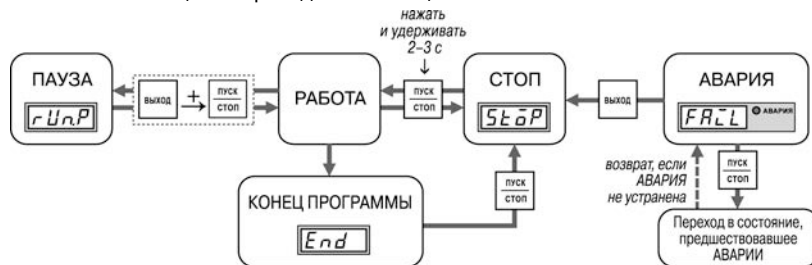 нажать
и удерживать
2–3 с
ПАУЗА
rUn.P
ВЫХОД
+
ПУСК
СТОП
РАБОТА
ПУСК
СТОП
СТОП
StoP
ВЫХОД
АВАРИЯ
FAIL
АВАРИЯ
КОНЕЦ ПРОГРАММЫ
End
ПУСК
СТОП
возврат, если
АВАРИЯ
не устранена
ПУСК
СТОП
Переход в состояние,
предшествовавшее
АВАРИИ